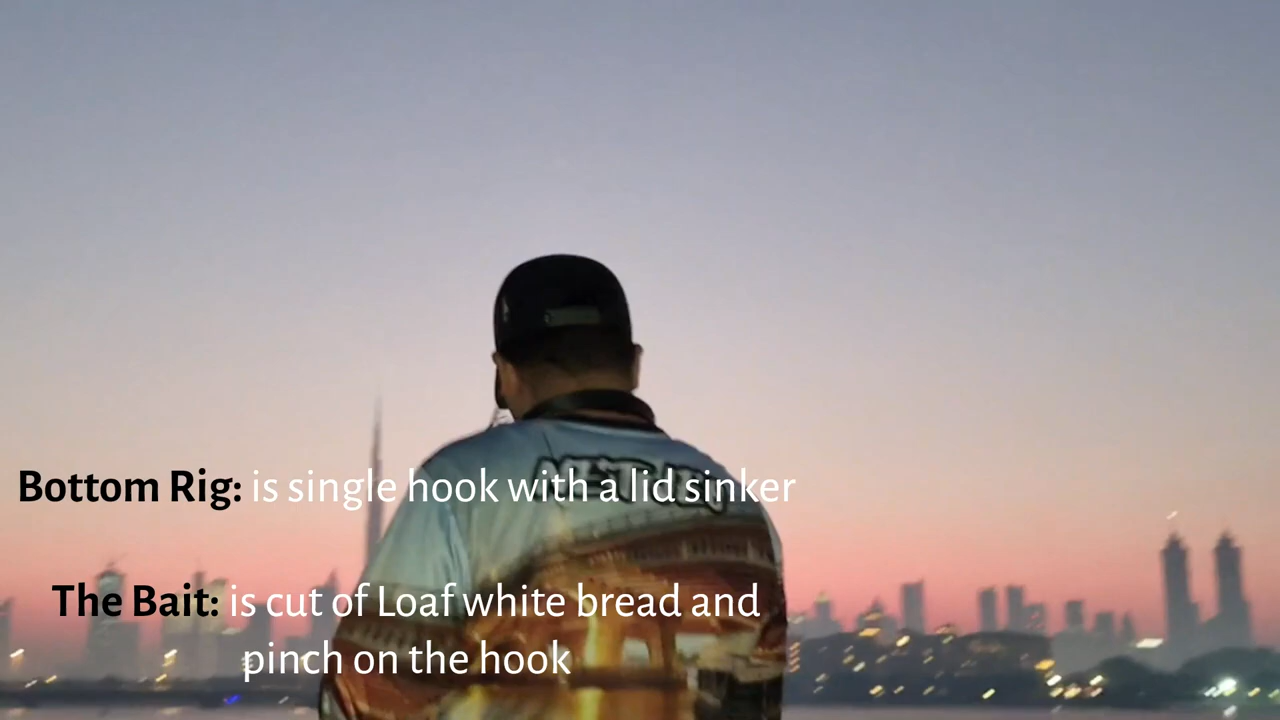 Bottom Rig: is single hook with a lid sinker
The Bait: is cut of Loaf white bread and
pinch on the hook